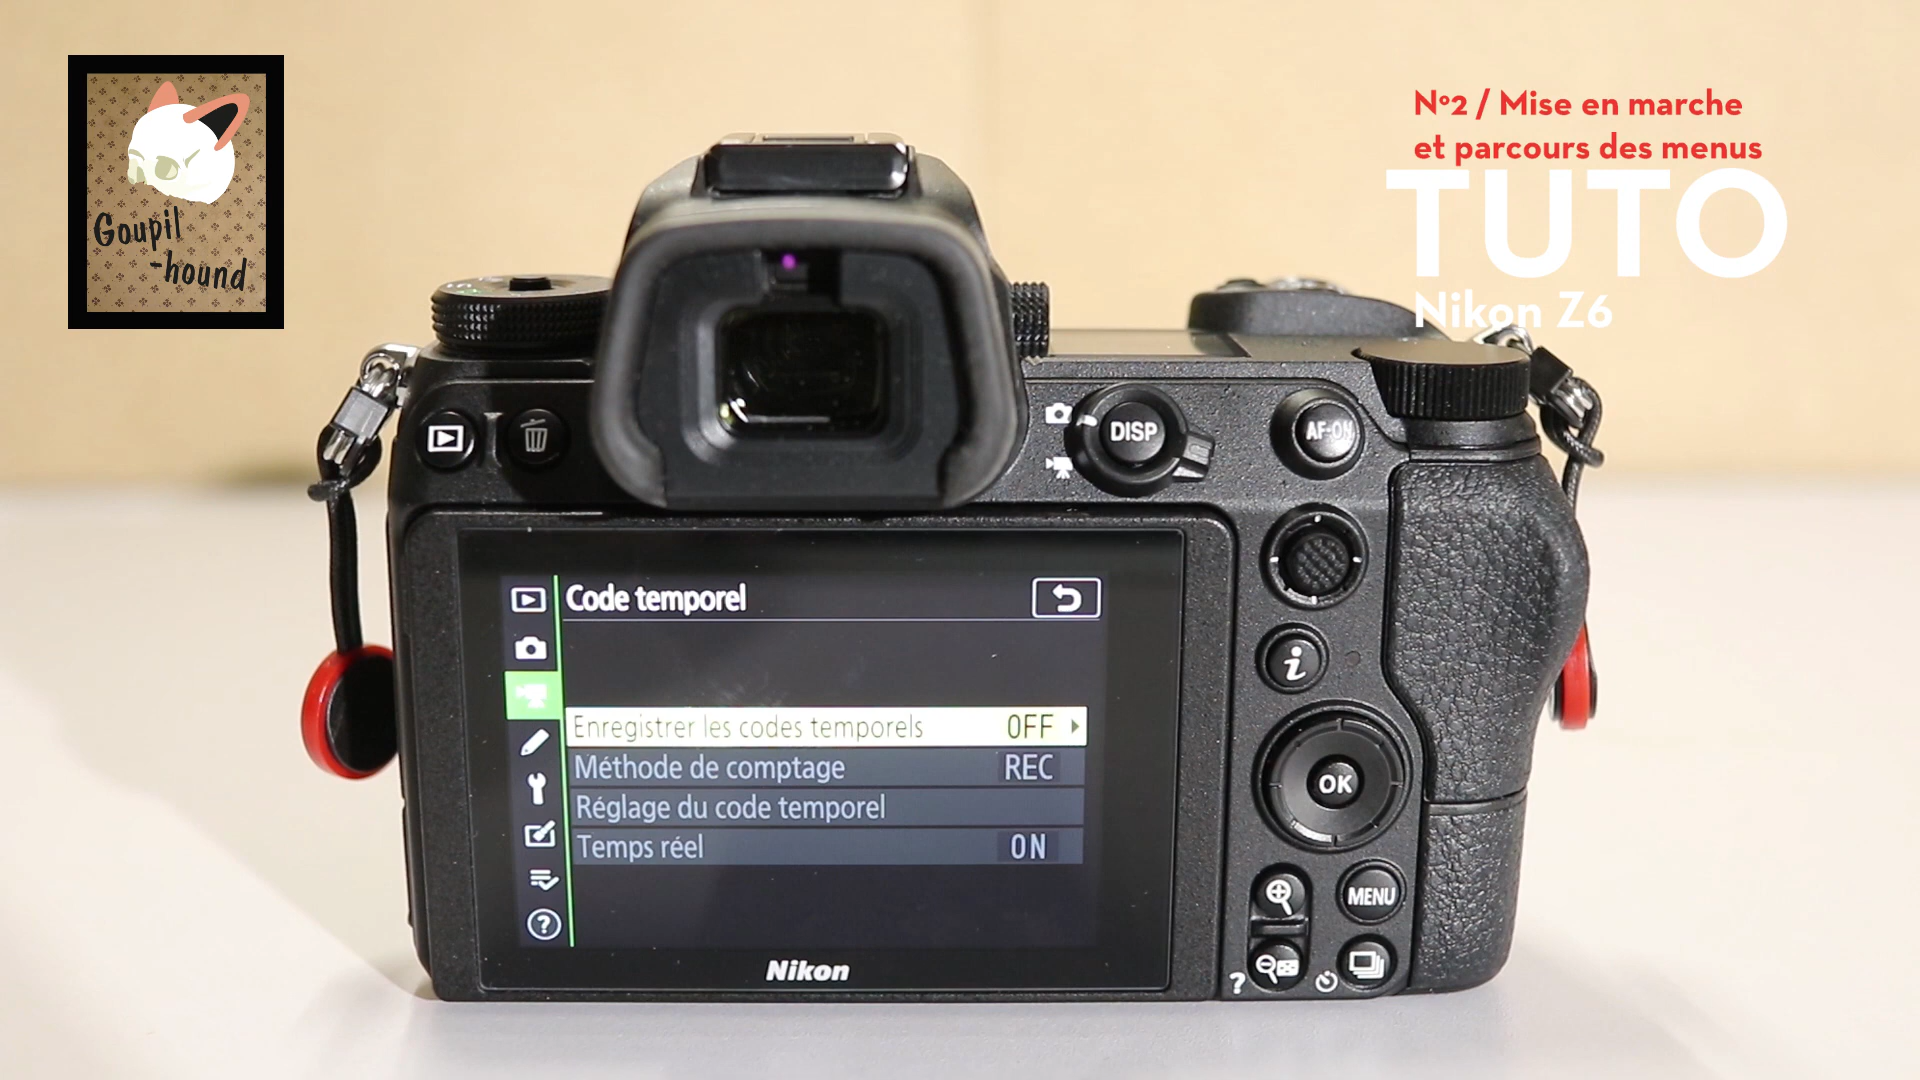 Goupil
-hound
N°2 / Mise en marche
et parcours des menus
TUTO
Nikon Z6
DISP
AF-ON
Code temporel
Enregistrer les codes temporels OFF
Méthode de comptage REC
Réglage du code temporel
Temps réel ON
?
Nikon
i
OK
MENU
?